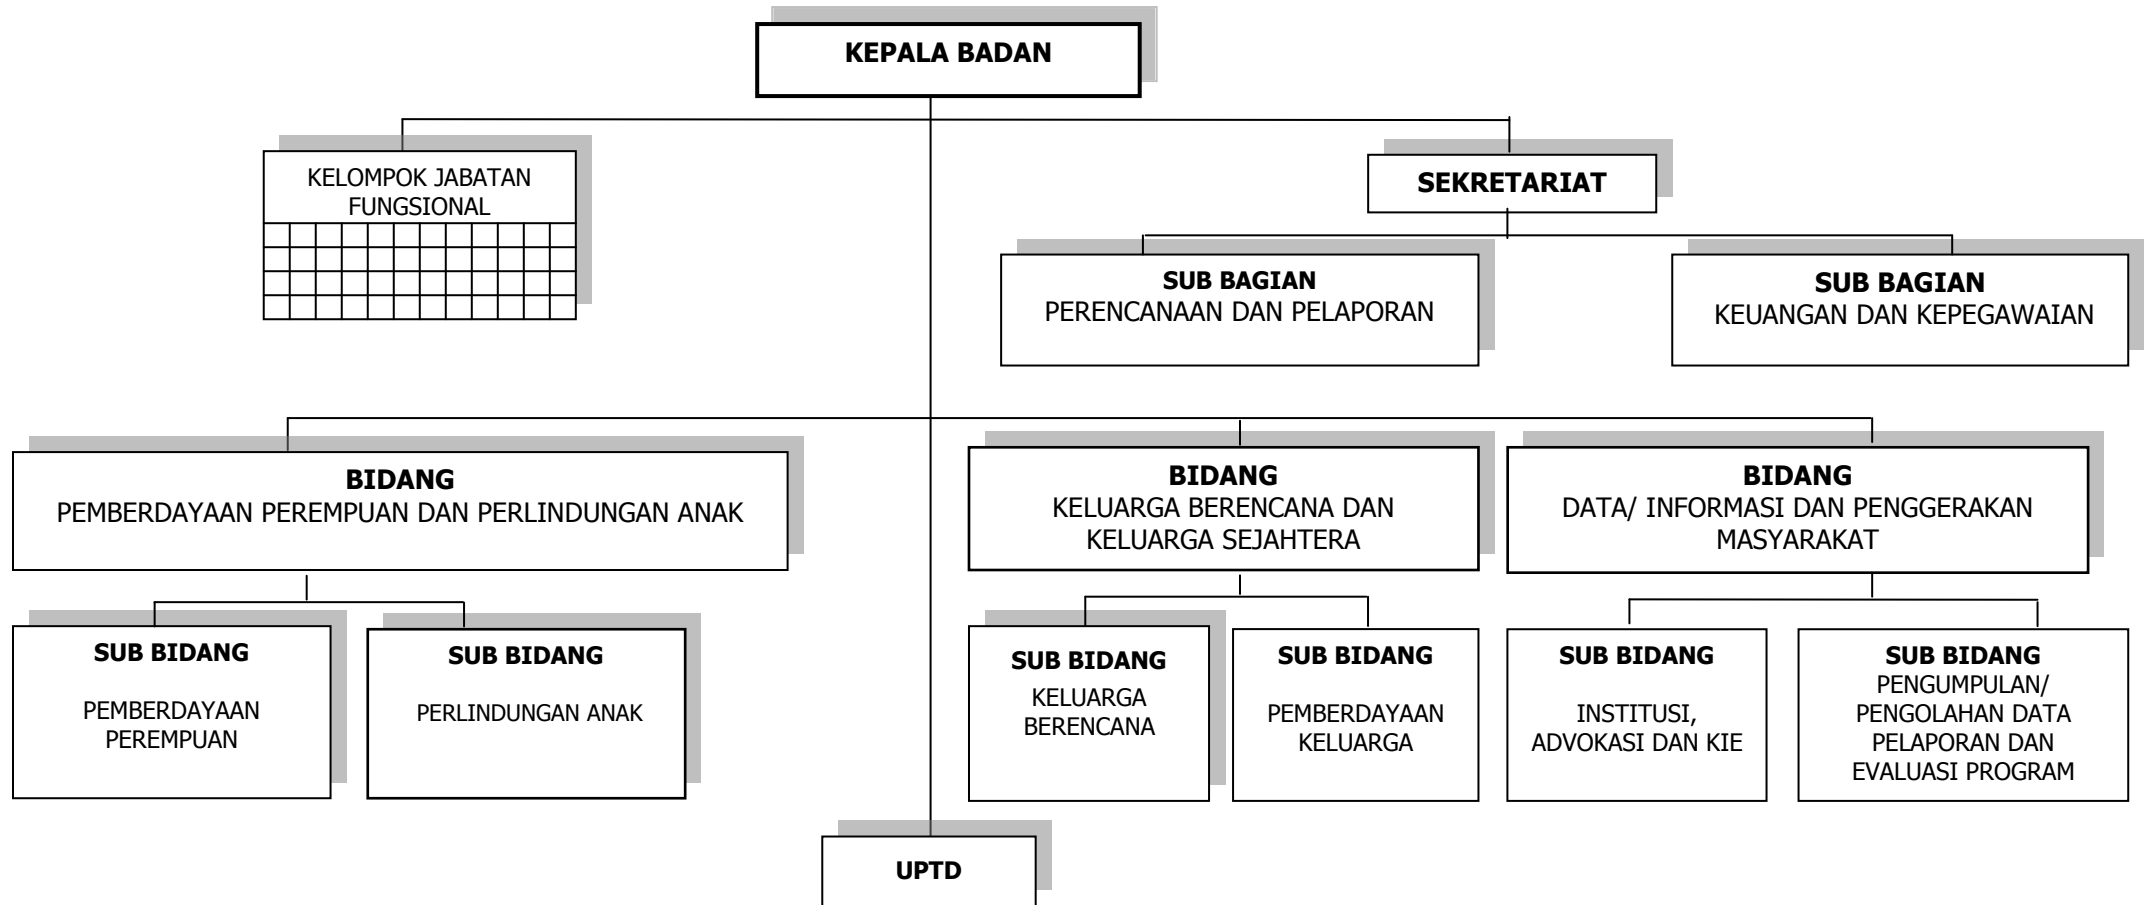 KEPALA BADAN
KELOMPOK JABATAN
FUNGSIONAL
SEKRETARIAT
SUB BAGIAN
PERENCANAAN DAN PELAPORAN
SUB BAGIAN
KEUANGAN DAN KEPEGAWAIAN
BIDANG
PEMBERDAYAAN PEREMPUAN DAN PERLINDUNGAN ANAK
BIDANG
KELUARGA BERENCANA DAN
KELUARGA SEJAHTERA
BIDANG
DATA/ INFORMASI DAN PENGGERAKAN
MASYARAKAT
SUB BIDANG
PEMBERDAYAAN
PEREMPUAN
SUB BIDANG
PERLINDUNGAN ANAK
SUB BIDANG
KELUARGA
BERENCANA
SUB BIDANG
PEMBERDAYAAN
KELUARGA
SUB BIDANG
INSTITUSI,
ADVOKASI DAN KIE
SUB BIDANG
PENGUMPULAN/
PENGOLAHAN DATA
PELAPORAN DAN
EVALUASI PROGRAM
UPTD